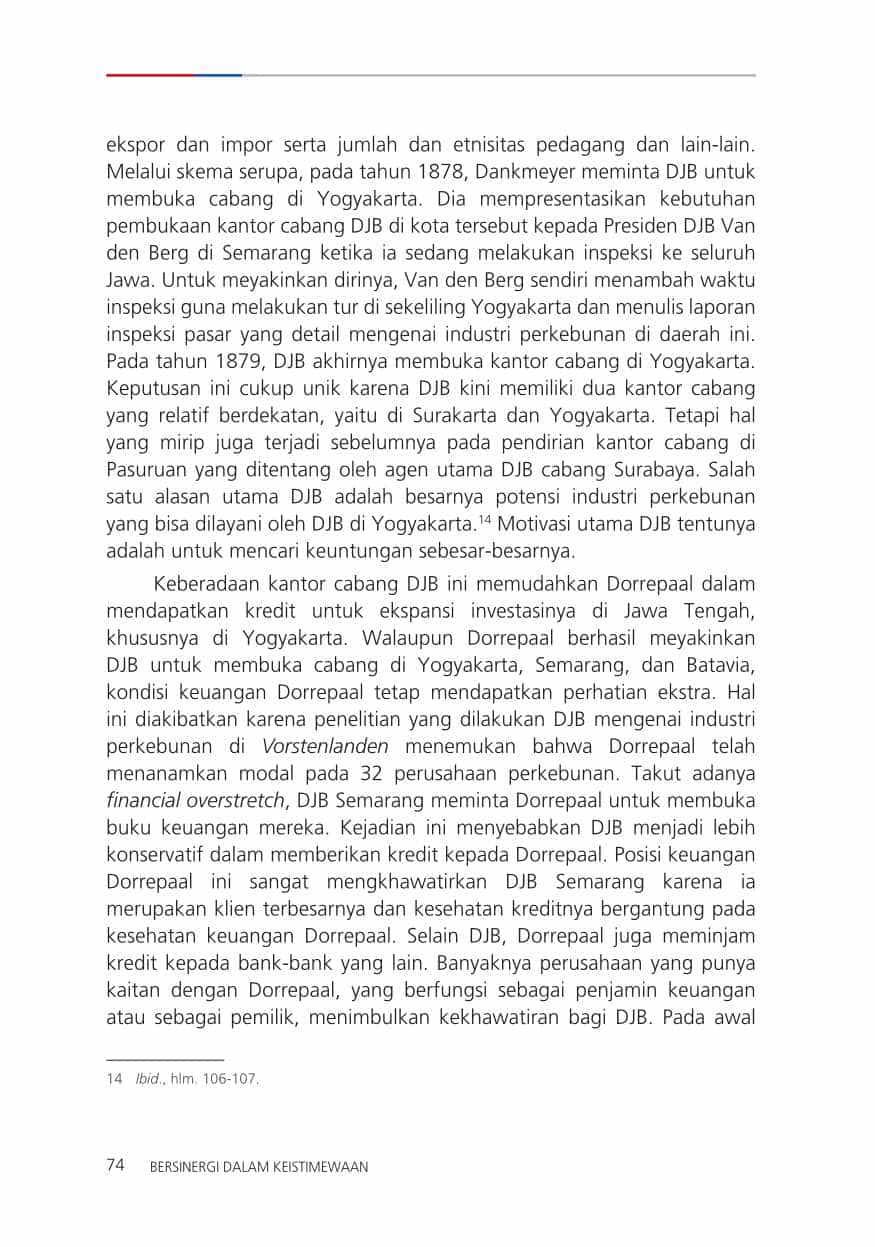 ekspor dan impor serta jumlah dan etnisitas pedagang dan lain-lain.
Melalui skema serupa, pada tahun 1878, Dankmeyer meminta DJB untuk
membuka cabang di Yogyakarta. Dia mempresentasikan kebutuhan
pembukaan kantor cabang DJB di kota tersebut kepada Presiden DJB Van
den Berg di Semarang ketika ia sedang melakukan inspeksi ke seluruh
Jawa. Untuk meyakinkan dirinya, Van den Berg sendiri menambah waktu
inspeksi guna melakukan tur di sekeliling Yogyakarta dan menulis laporan
inspeksi pasar yang detail mengenai industri perkebunan di daerah ini.
Pada tahun 1879, DJB akhirnya membuka kantor cabang di Yogyakarta.
Keputusan ini cukup unik karena DJB kini memiliki dua kantor cabang
yang relatif berdekatan, yaitu di Surakarta dan Yogyakarta. Tetapi hal
yang mirip juga terjadi sebelumnya pada pendirian kantor cabang di
Pasuruan yang ditentang oleh agen utama DJB cabang Surabaya. Salah
satu alasan utama DJB adalah besarnya potensi industri perkebunan
yang bisa dilayani oleh DJB di Yogyakarta.14 Motivasi utama DJB tentunya
adalah untuk mencari keuntungan sebesar-besarnya.
Keberadaan kantor cabang DJB ini memudahkan Dorrepaal dalam
mendapatkan kredit untuk ekspansi investasinya di Jawa Tengah,
khususnya di Yogyakarta. Walaupun Dorrepaal berhasil meyakinkan
DJB untuk membuka cabang di Yogyakarta, Semarang, dan Batavia,
kondisi keuangan Dorrepaal tetap mendapatkan perhatian ekstra. Hal
ini diakibatkan karena penelitian yang dilakukan DJB mengenai industri
perkebunan di Vorstenlanden menemukan bahwa Dorrepaal telah
menanamkan modal pada 32 perusahaan perkebunan. Takut adanya
financial overstretch, DJB Semarang meminta Dorrepaal untuk membuka
buku keuangan mereka. Kejadian ini menyebabkan DJB menjadi lebih
konservatif dalam memberikan kredit kepada Dorrepaal. Posisi keuangan
Dorrepaal ini sangat mengkhawatirkan DJB Semarang karena ia
merupakan klien terbesarnya dan kesehatan kreditnya bergantung pada
kesehatan keuangan Dorrepaal. Selain DJB, Dorrepaal juga meminjam
kredit kepada bank-bank yang lain. Banyaknya perusahaan yang punya
kaitan dengan Dorrepaal, yang berfungsi sebagai penjamin keuangan
atau sebagai pemilik, menimbulkan kekhawatiran bagi DJB. Pada awal
14 Ibid., hlm. 106-107.
74 BERSINERGI DALAM KEISTIMEWAAN